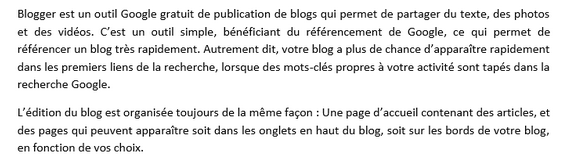 Blogger est un outil Google gratuit de publication de blogs qui permet de partager du texte, des photos
et des vidéos. C’est un outil simple, bénéficiant du référencement de Google, ce qui permet de
référencer un blog très rapidement. Autrement dit, votre blog a plus de chance d’apparaître rapidement
dans les premiers liens de la recherche, lorsque des mots-clés propres à votre activité sont tapés dans la
recherche Google.
L’édition du blog est organisée toujours de la même façon : Une page d’accueil contenant des articles, et
des pages qui peuvent apparaître soit dans les onglets en haut du blog, soit sur les bords de votre blog,
en fonction de vos choix.